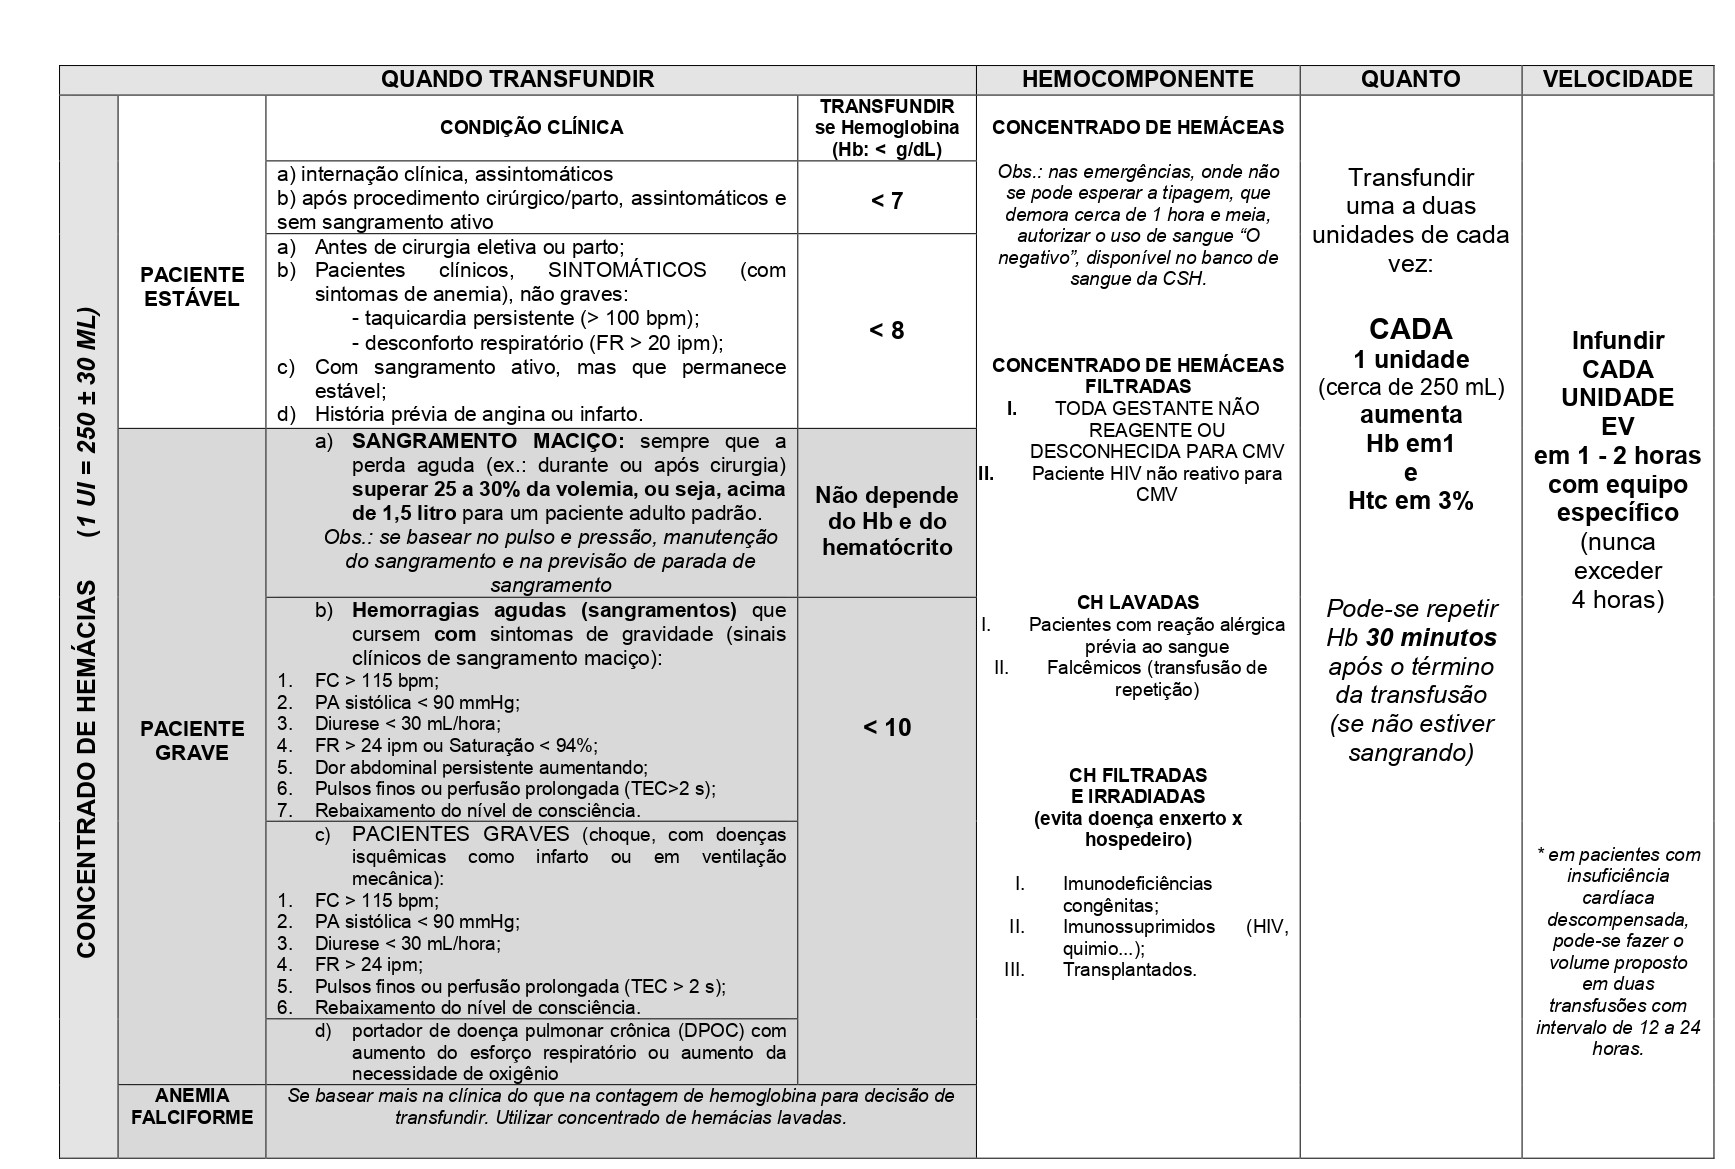 QUANDO TRANSFUNDIR
HEMOCOMPONENTE
QUANTO
VELOCIDADE
CONCENTRADO DE HEMÁCIAS (1 UI = 250 ± 30 ML)
PACIENTE
ESTÁVEL
CONDIÇÃO CLÍNICA
TRANSFUNDIR
se Hemoglobina
(Hb: < g/dL)
a) internação clínica, assintomáticos
b) após procedimento cirúrgico/parto, assintomáticos e
sem sangramento ativo
< 7
a) Antes de cirurgia eletiva ou parto;
b) Pacientes clínicos, SINTOMÁTICOS (com
sintomas de anemia), não graves:
- taquicardia persistente (> 100 bpm);
- desconforto respiratório (FR > 20 ipm);
c) Com sangramento ativo, mas que permanece
estável;
d) História prévia de angina ou infarto.
< 8
PACIENTE
GRAVE
a) SANGRAMENTO MACIÇO: sempre que a
perda aguda (ex.: durante ou após cirurgia)
superar 25 a 30% da volemia, ou seja, acima
de 1,5 litro para um paciente adulto padrão.
Obs.: se basear no pulso e pressão, manutenção
do sangramento e na previsão de parada de
sangramento
Não depende
do Hb e do
hematócrito
b) Hemorragias agudas (sangramentos) que
cursem com sintomas de gravidade (sinais
clínicos de sangramento maciço):
1. FC > 115 bpm;
2. PA sistólica < 90 mmHg;
3. Diurese < 30 mL/hora;
4. FR > 24 ipm ou Saturação < 94%;
5. Dor abdominal persistente aumentando;
6. Pulsos finos ou perfusão prolongada (TEC>2 s);
7. Rebaixamento do nível de consciência.
< 10
c) PACIENTES GRAVES (choque, com doenças
isquêmicas como infarto ou em ventilação
mecânica):
1. FC > 115 bpm;
2. PA sistólica < 90 mmHg;
3. Diurese < 30 mL/hora;
4. FR > 24 ipm;
5. Pulsos finos ou perfusão prolongada (TEC > 2 s);
6. Rebaixamento do nível de consciência.
d) portador de doença pulmonar crônica (DPOC) com
aumento do esforço respiratório ou aumento da
necessidade de oxigênio
ANEMIA
FALCIFORME
Se basear mais na clínica do que na contagem de hemoglobina para decisão de
transfundir. Utilizar concentrado de hemácias lavadas.
CONCENTRADO DE HEMÁCEAS
Obs.: nas emergências, onde não
se pode esperar a tipagem, que
demora cerca de 1 hora e meia,
autorizar o uso de sangue “O
negativo”, disponível no banco de
sangue da CSH.
CONCENTRADO DE HEMÁCEAS
FILTRADAS
I. TODA GESTANTE NÃO
REAGENTE OU
DESCONHECIDA PARA CMV
II. Paciente HIV não reativo para
CMV
CH LAVADAS
I. Pacientes com reação alérgica
prévia ao sangue
II. Falcêmicos (transfusão de
repetição)
CH FILTRADAS
E IRRADIADAS
(evita doença enxerto x
hospedeiro)
I. Imunodeficiências
congênitas;
II. Imunossuprimidos (HIV,
quimio...);
III. Transplantados.
Transfundir
uma a duas
unidades de cada
vez:
CADA
1 unidade
(cerca de 250 mL)
aumenta
Hb em1
e
Htc em 3%
Pode-se repetir
Hb 30 minutos
após o término
da transfusão
(se não estiver
sangrando)
Infundir
CADA
UNIDADE
EV
em 1 - 2 horas
com equipo
específico
(nunca
exceder
4 horas)
* em pacientes com
insuficiência
cardíaca
descompensada,
pode-se fazer o
volume proposto
em duas
transfusões com
intervalo de 12 a 24
horas.